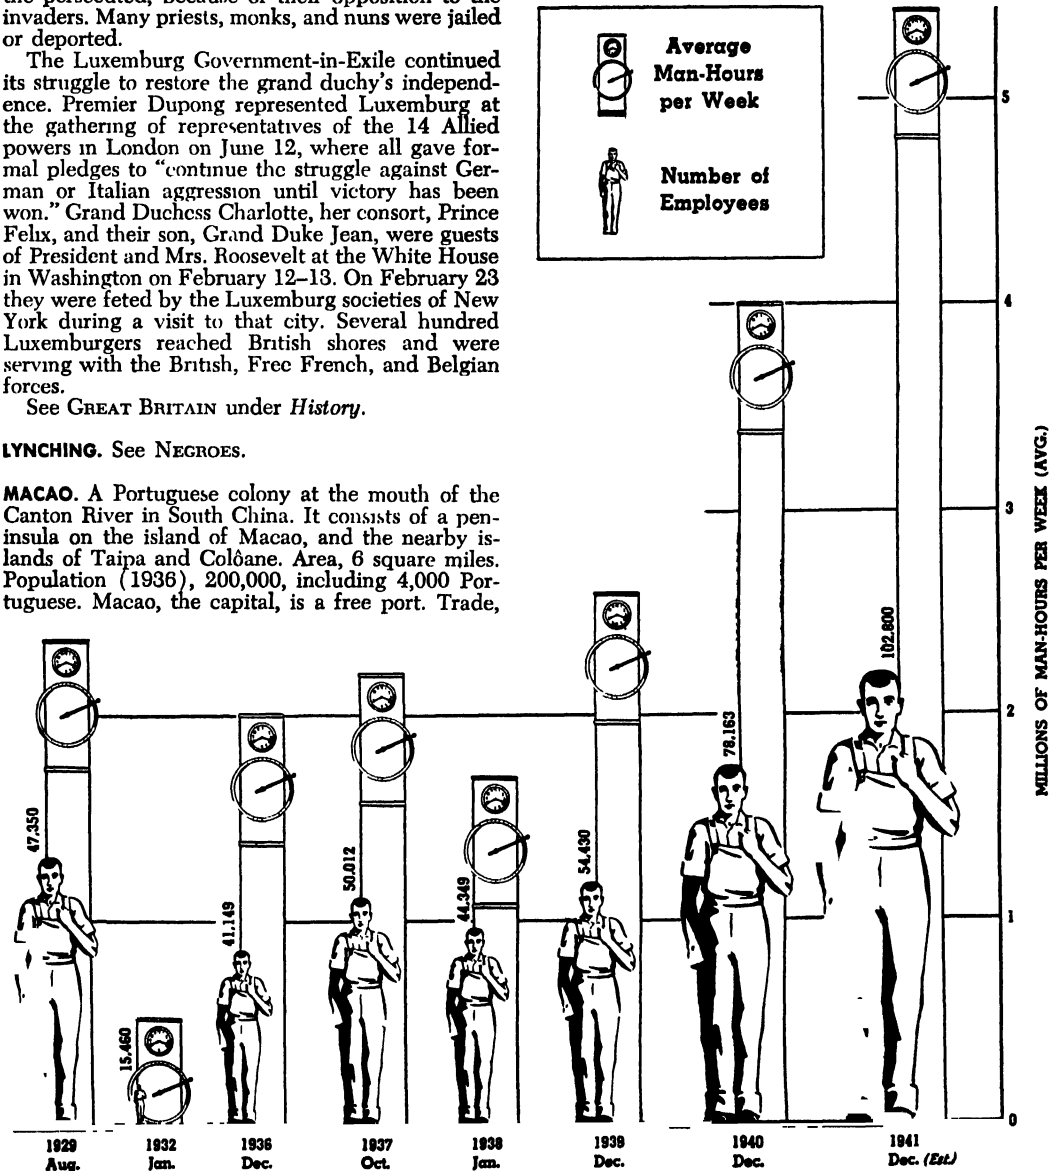 invaders. Many priests, monks, and nuns were jailed
or deported.
The Luxemburg Government-in-Exile continued
its struggle to restore the grand duchy's independ-
ence. Premier Dupong represented Luxemburg at
the gathering of representatives of the 14 Allied
powers in London on June 12, where all gave for-
mal pledges to "continue the struggle against Ger-
man or Italian aggression until victory has been
won." Grand Duchess Charlotte, her consort, Prince
Felix, and their son, Grand Duke Jean, were guests
of President and Mrs. Roosevelt at the White House
in Washington on February 12–13. On February 23
they were feted by the Luxemburg societies of New
York during a visit to that city. Several hundred
Luxemburgers reached British shores and were
serving with the British, Free French, and Belgian
forces.
See GREAT BRITAIN under History.
LYNCHING. See NEGROES.
MACAO. A Portuguese colony at the mouth of the
Canton River in South China. It consists of a pen-
insula on the island of Macao, and the nearby is-
lands of Taipa and Colôane. Area, 6 square miles.
Population (1936), 200,000, including 4,000 Por-
tuguese. Macao, the capital, is a free port. Trade,
Average
Man-Hours
per Week
Number of
Employees
5
4
3
2
1
0
MILLIONS OF MAN-HOURS PER WEEK (AVG.)
47.350
15.460
41.149
50.012
44.349
54.430
78.163
102.800
1929
Aug.
1932
Jan.
1936
Dec.
1937
Oct.
1938
Jan.
1939
Dec.
1940
Dec.
1941
Dec. (Est.)